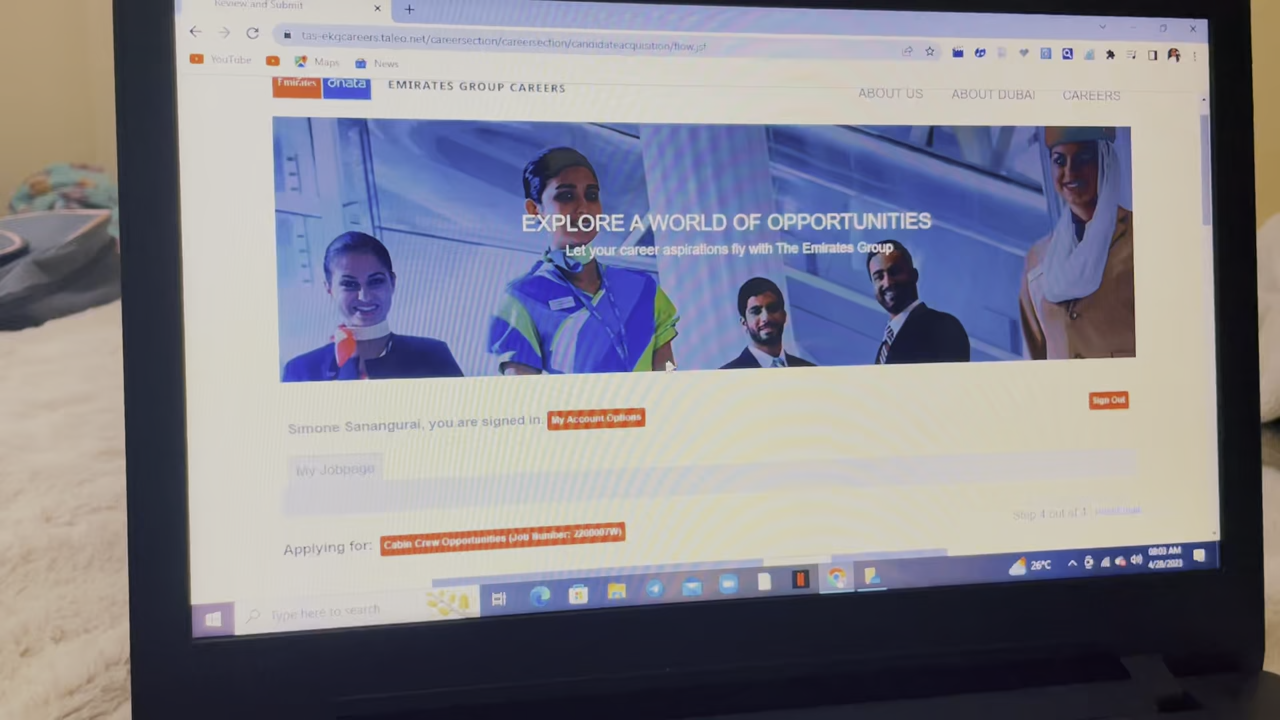 Review and Submit
tas-ekgcareers.taleo.net/careersection/careersection/candidateacquisition/flow.jsf
YouTube
Maps
News
Emirates
dnata
EMIRATES GROUP CAREERS
ABOUT US
ABOUT DUBAI
CAREERS
EXPLORE A WORLD OF OPPORTUNITIES
Let your career aspirations fly with The Emirates Group
Sign Out
Simone Sanangurai, you are signed in.
My Account Options
My Jobpage
Step 4 out of 4
Applying for:
Cabin Crew Opportunities (Job Number: 2200007W)
Type here to search
26°C
08:03 AM
4/28/2023